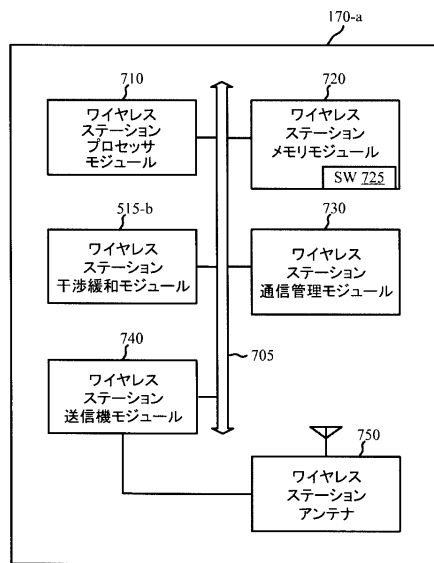 170-a
710
ワイヤレス
ステーション
プロセッサ
モジュール
720
ワイヤレス
ステーション
メモリモジュール
SW 725
515-b
ワイヤレス
ステーション
干渉緩和モジュール
730
ワイヤレス
ステーション
通信管理モジュール
740
ワイヤレス
ステーション
送信機モジュール
705
750
ワイヤレス
ステーション
アンテナ